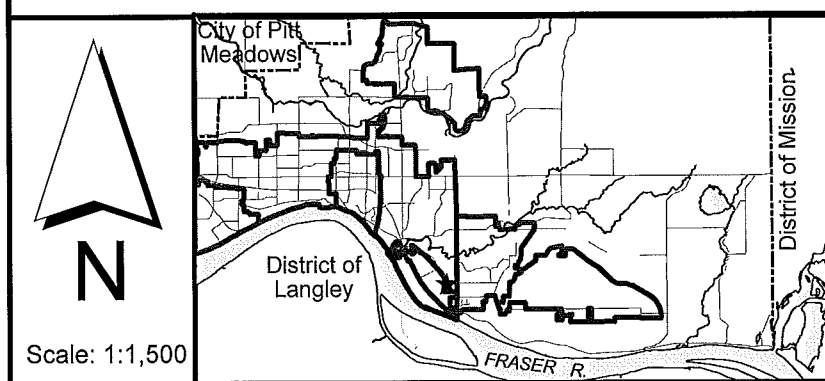 City of Pitt
Meadows
District of Mission
District of
Langley
N
Scale: 1:1,500
FRASER R.